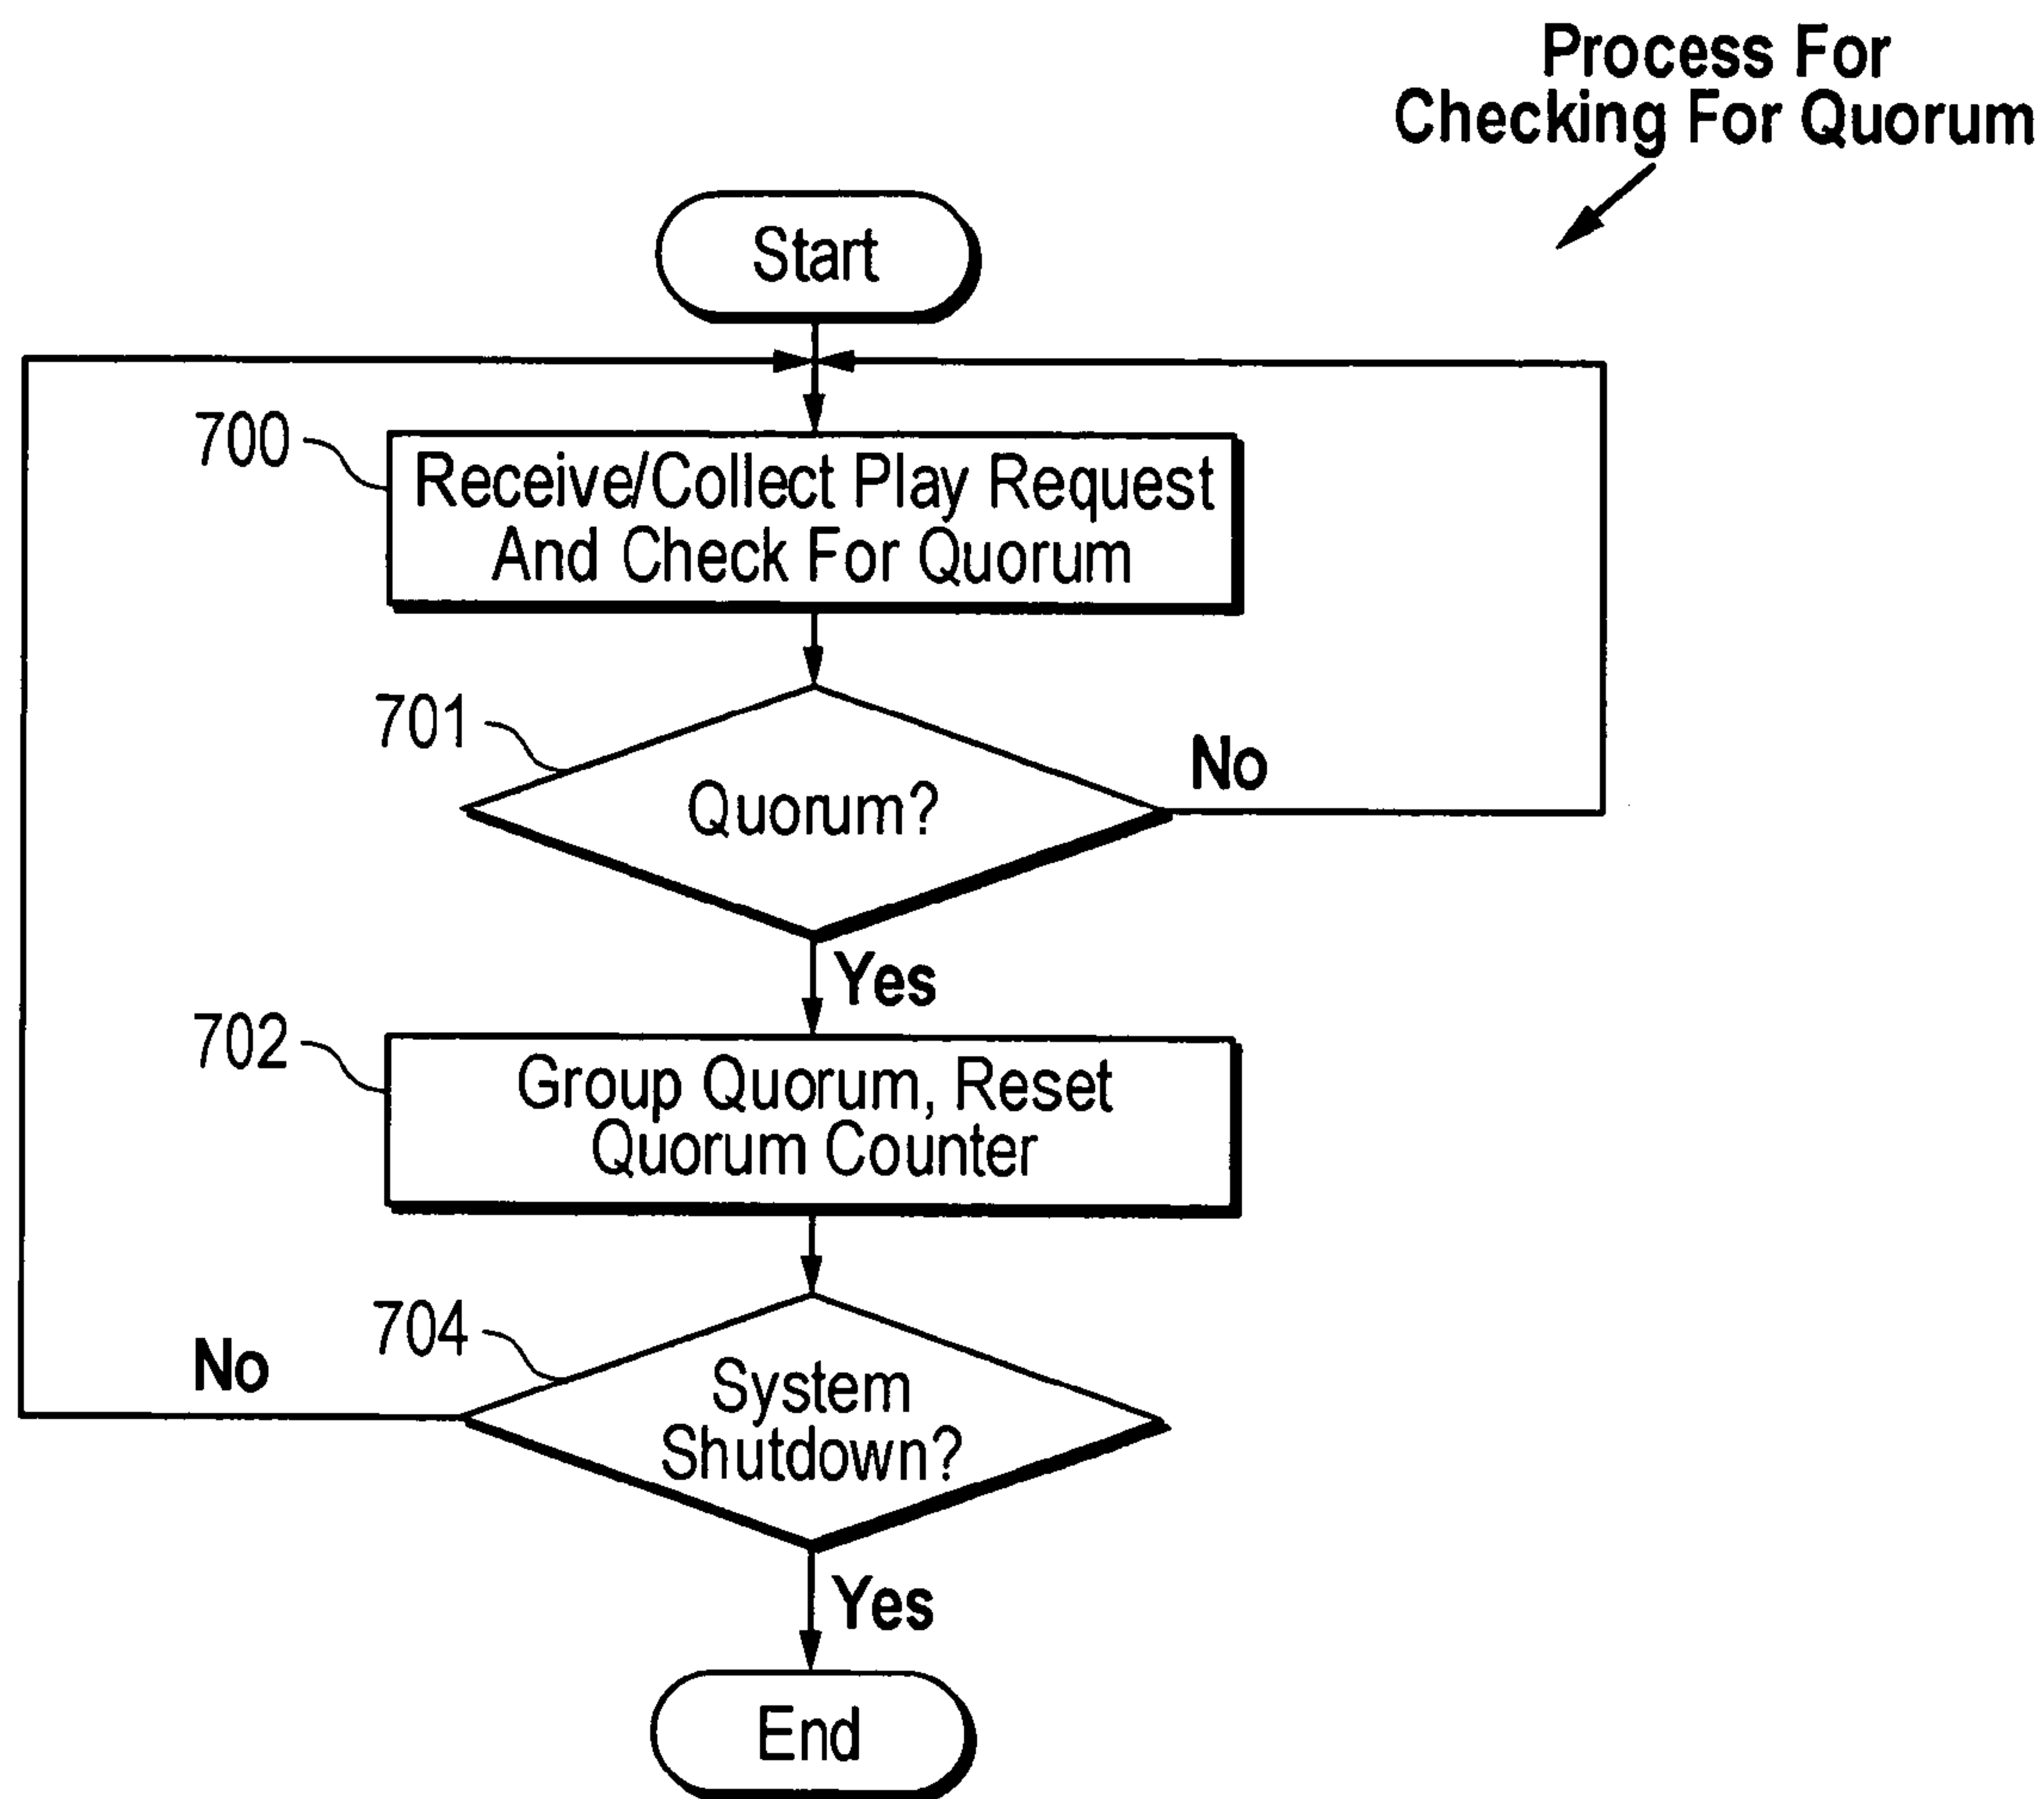 Process For
Checking For Quorum
Start
700
Receive/Collect Play Request
And Check For Quorum
701
Quorum?
No
Yes
702
Group Quorum, Reset
Quorum Counter
704
No
System
Shutdown?
Yes
End